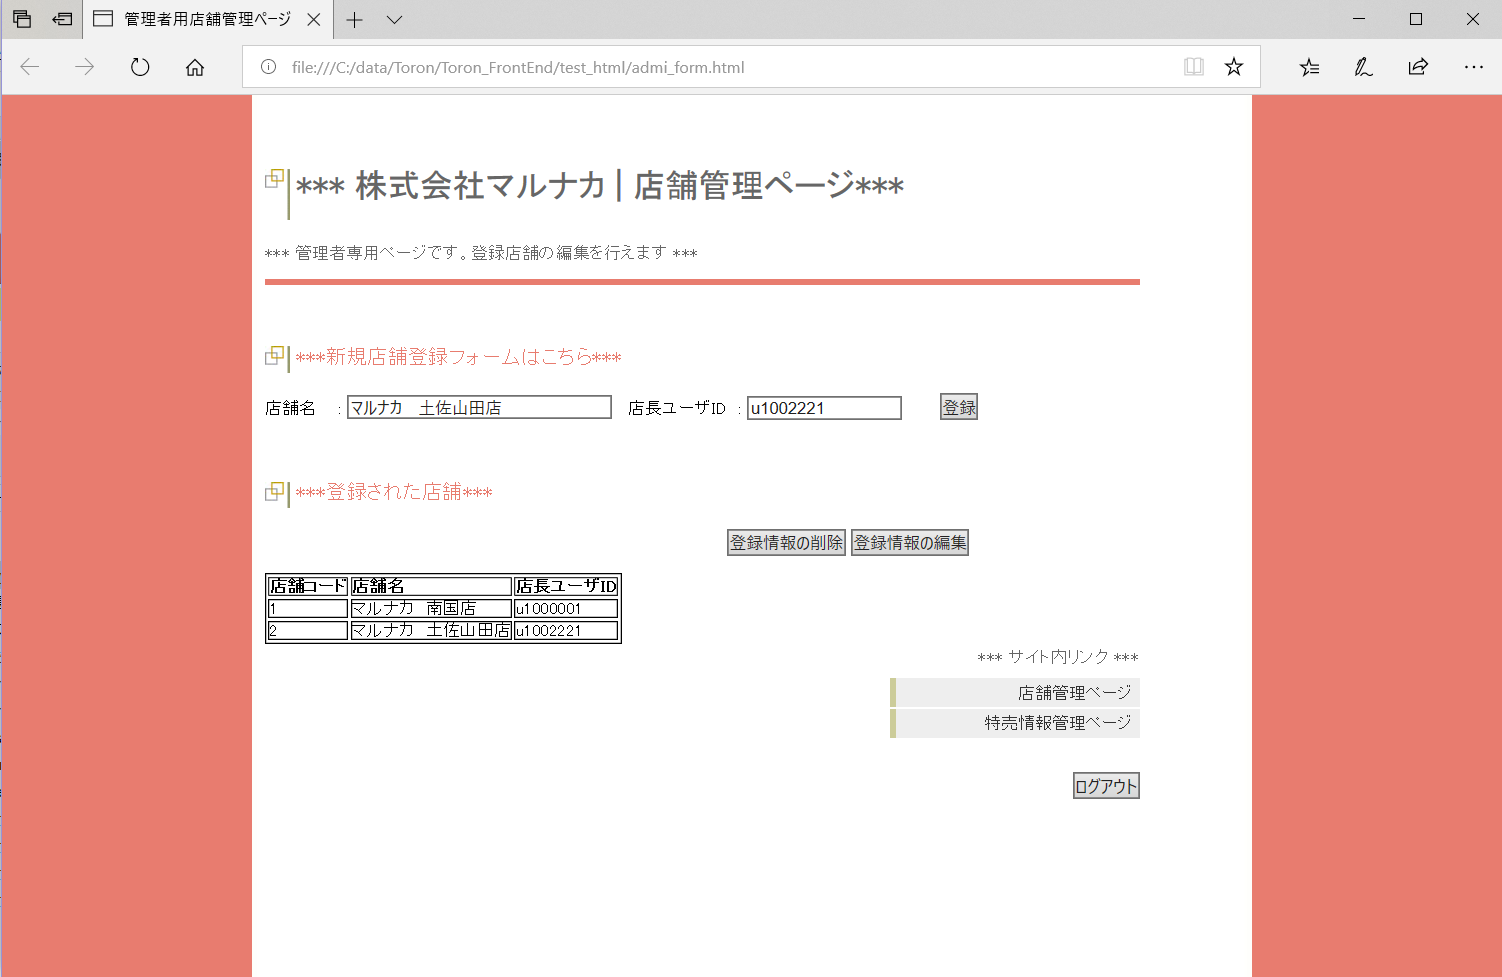 管理者用店舗管理ページ
file:///C:/data/Toron/Toron_FrontEnd/test_html/admi_form.html
*** 株式会社マルナカ | 店舗管理ページ***
*** 管理者専用ページです。登録店舗の編集を行えます ***
***新規店舗登録フォームはこちら***
店舗名 : マルナカ　土佐山田店 店長ユーザID : u1002221 登録
***登録された店舗***
登録情報の削除 登録情報の編集
店舗コード 店舗名 店長ユーザID
1 マルナカ　南国店 u1000001
2 マルナカ　土佐山田店 u1002221
*** サイト内リンク ***
店舗管理ページ
特売情報管理ページ
ログアウト